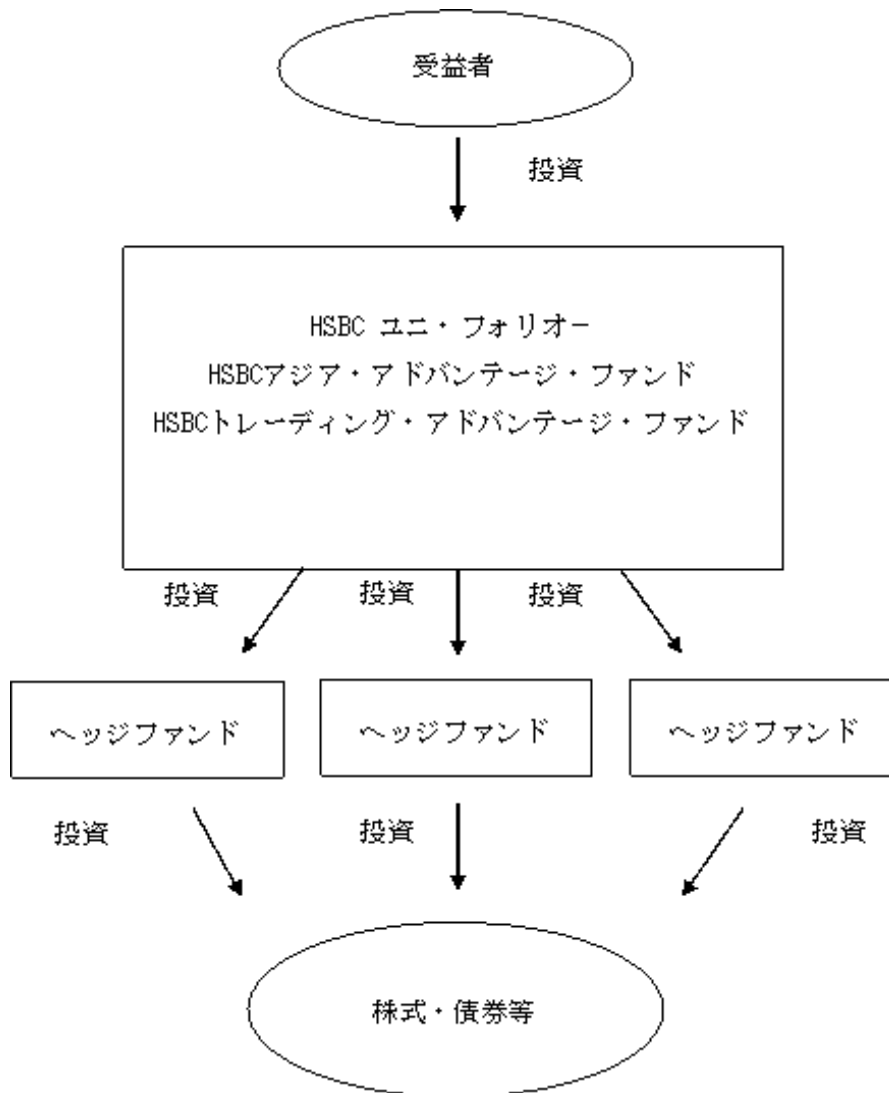 受益者
投資
HSBC ユニ・フォリオー
HSBCアジア・アドバンテージ・ファンド
HSBCトレーディング・アドバンテージ・ファンド
投資 投資 投資
ヘッジファンド ヘッジファンド ヘッジファンド
投資 投資 投資
株式・債券等